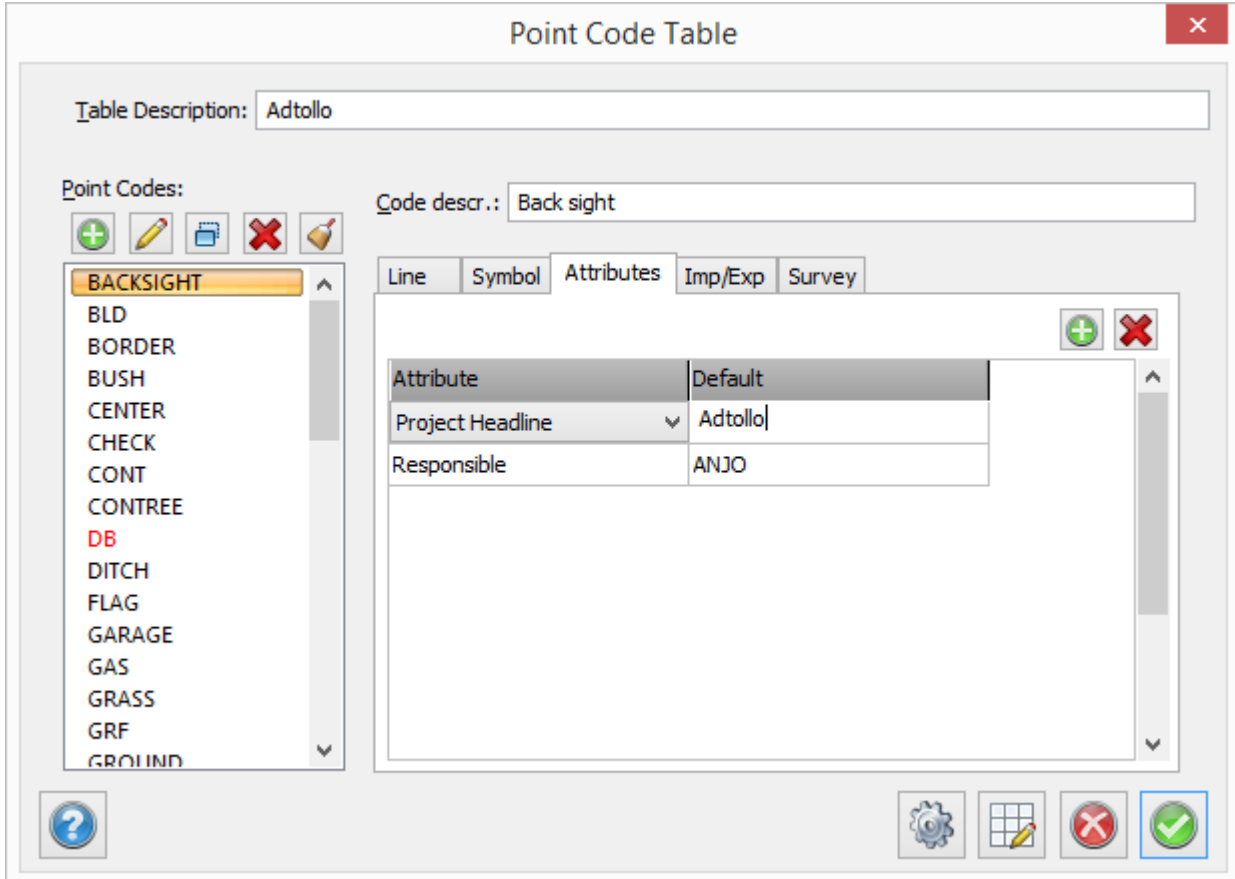 Point Code Table
Table Description: Adtollo
Point Codes:
Code descr.: Back sight
Line Symbol Attributes Imp/Exp Survey
BACKSIGHT
BLD
BORDER
BUSH
CENTER
CHECK
CONT
CONTREE
DB
DITCH
FLAG
GARAGE
GAS
GRASS
GRF
GROUND
Attribute Default
Project Headline Adtollo
Responsible ANJO